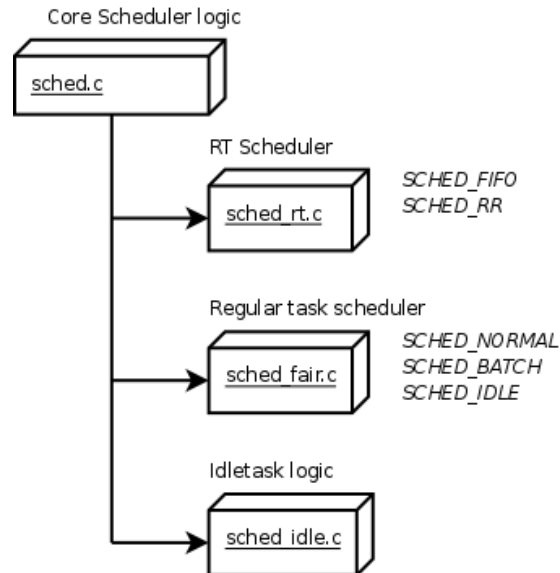 Core Scheduler logic
sched.c
RT Scheduler
sched_rt.c
SCHED_FIFO
SCHED_RR
Regular task scheduler
sched_fair.c
SCHED_NORMAL
SCHED_BATCH
SCHED_IDLE
Idletask logic
sched_idle.c